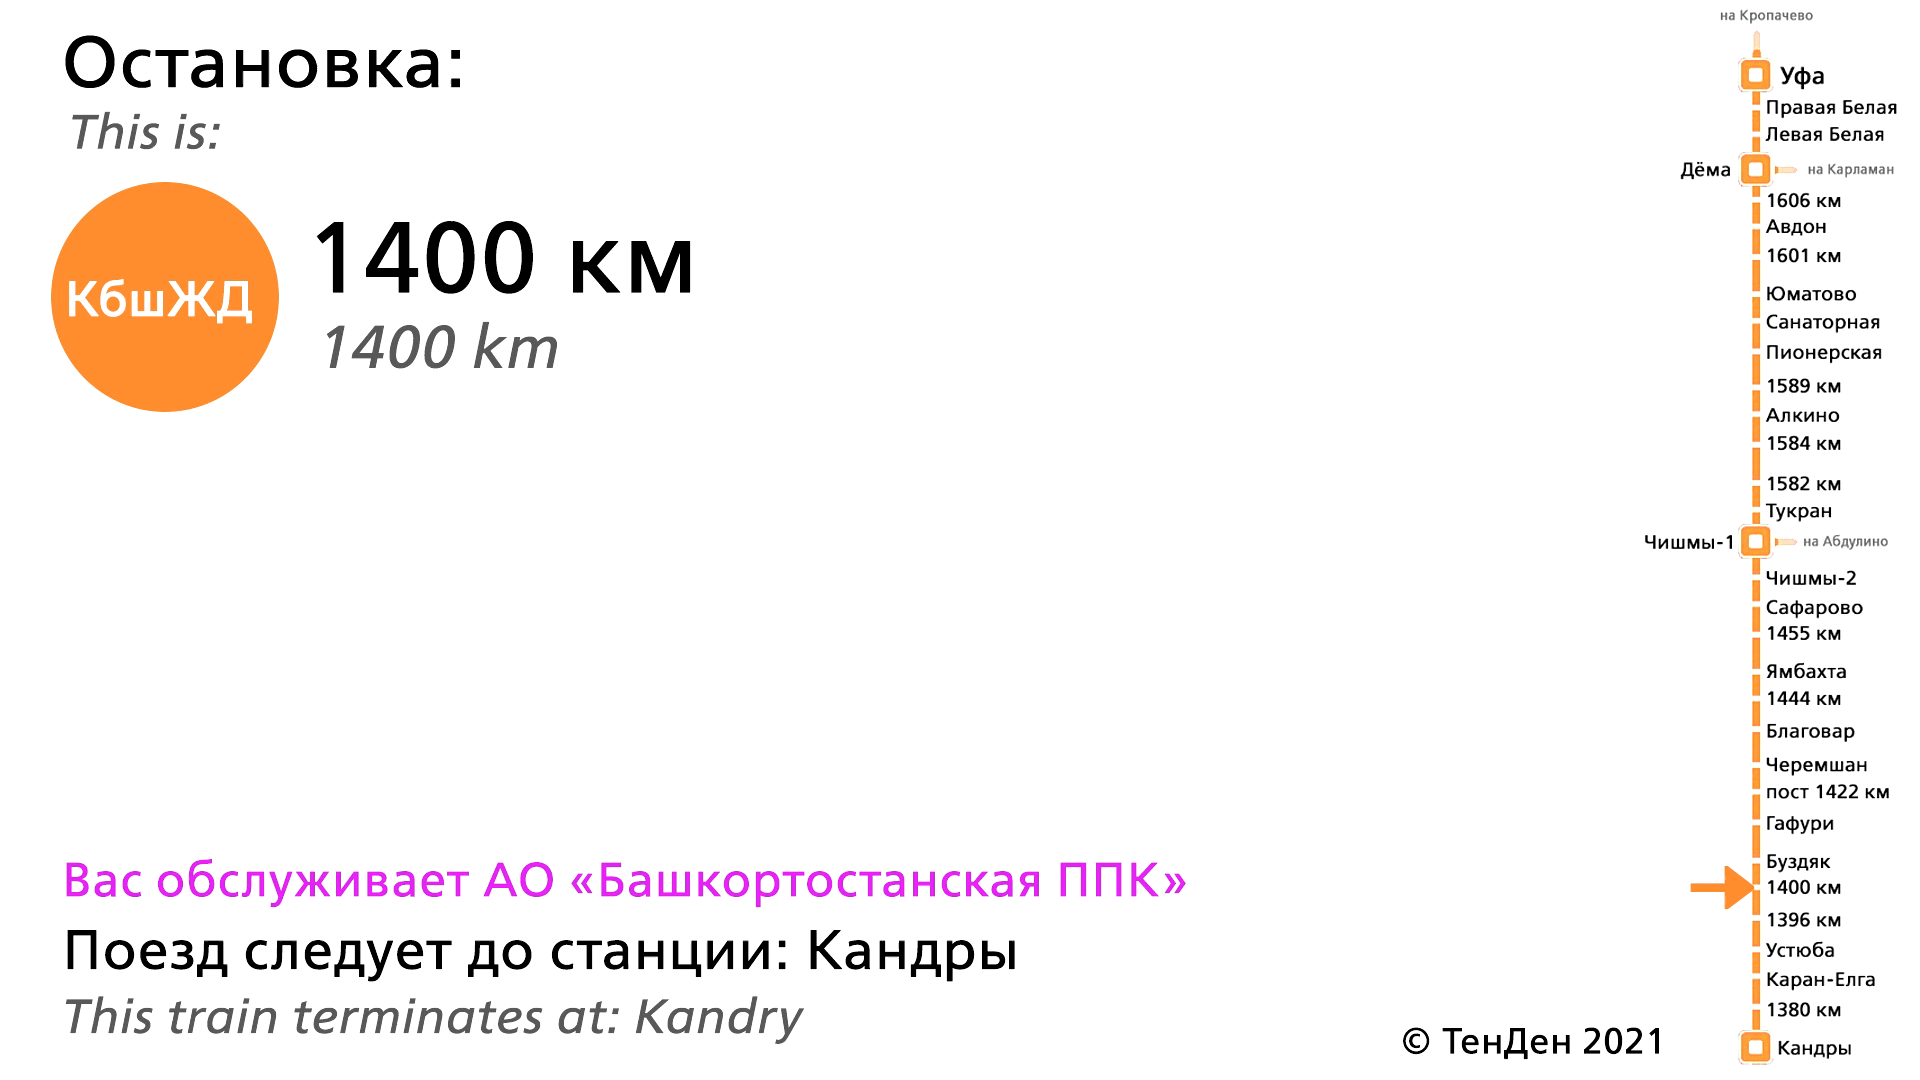 Остановка:
This is:
КбшЖД
1400 км
1400 km
Вас обслуживает АО «Башкортостанская ППК»
Поезд следует до станции: Кандры
This train terminates at: Kandry
© ТенДен 2021
на Кропачево
Уфа
Правая Белая
Левая Белая
Дёма
на Карламан
1606 км
Авдон
1601 км
Юматово
Санаторная
Пионерская
1589 км
Алкино
1584 км
1582 км
Тукран
Чишмы-1
на Абдулино
Чишмы-2
Сафарово
1455 км
Ямбахта
1444 км
Благовар
Черемшан
пост 1422 км
Гафури
Буздяк
1400 км
1396 км
Устюба
Каран-Елга
1380 км
Кандры